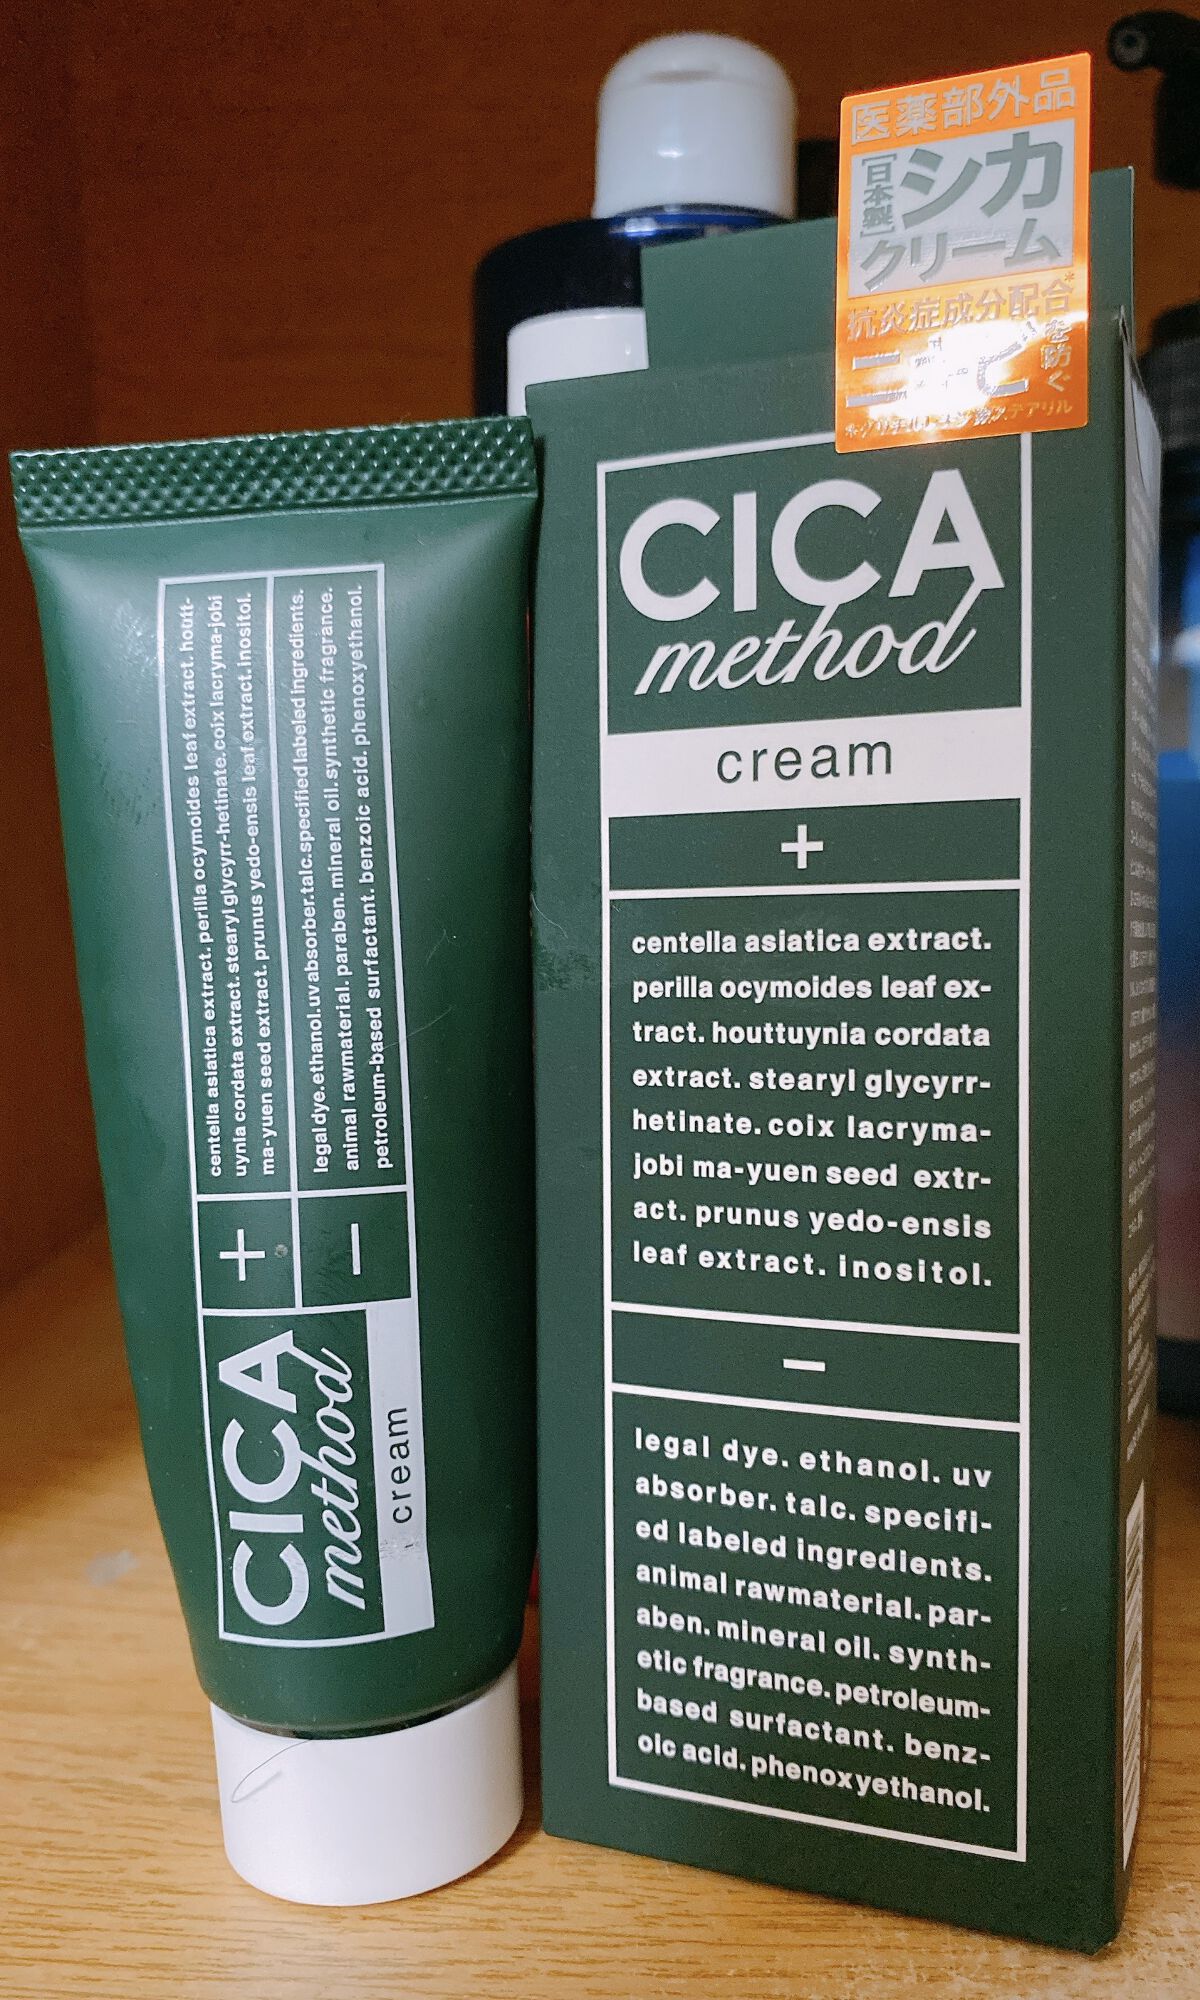 医薬部外品
[日本製]
シカ
クリーム
抗炎症成分配合*
を防ぐ
CICA
method
cream
+
centella asiatica extract.
perilla ocymoides leaf ex-
tract. houttuynia cordata
extract. stearyl glycyrr-
hetinate. coix lacryma-
jobi ma-yuen seed extr-
act. prunus yedo-ensis
leaf extract. inositol.
−
legal dye. ethanol. uv
absorber. talc. specifi-
ed labeled ingredients.
animal rawmaterial. par-
aben. mineral oil. synth-
etic fragrance. petroleum-
based surfactant. benz-
oic acid. phenoxyethanol.
CICA
method
cream
+
centella asiatica extract. perilla ocymoides leaf extract. houtt-
uynia cordata extract. stearyl glycyrr-hetinate. coix lacryma-jobi
ma-yuen seed extract. prunus yedo-ensis leaf extract. inositol.
−
legal dye. ethanol. uv absorber. talc. specified labeled ingredients.
animal rawmaterial. paraben. mineral oil. synthetic fragrance.
petroleum-based surfactant. benzoic acid. phenoxyethanol.